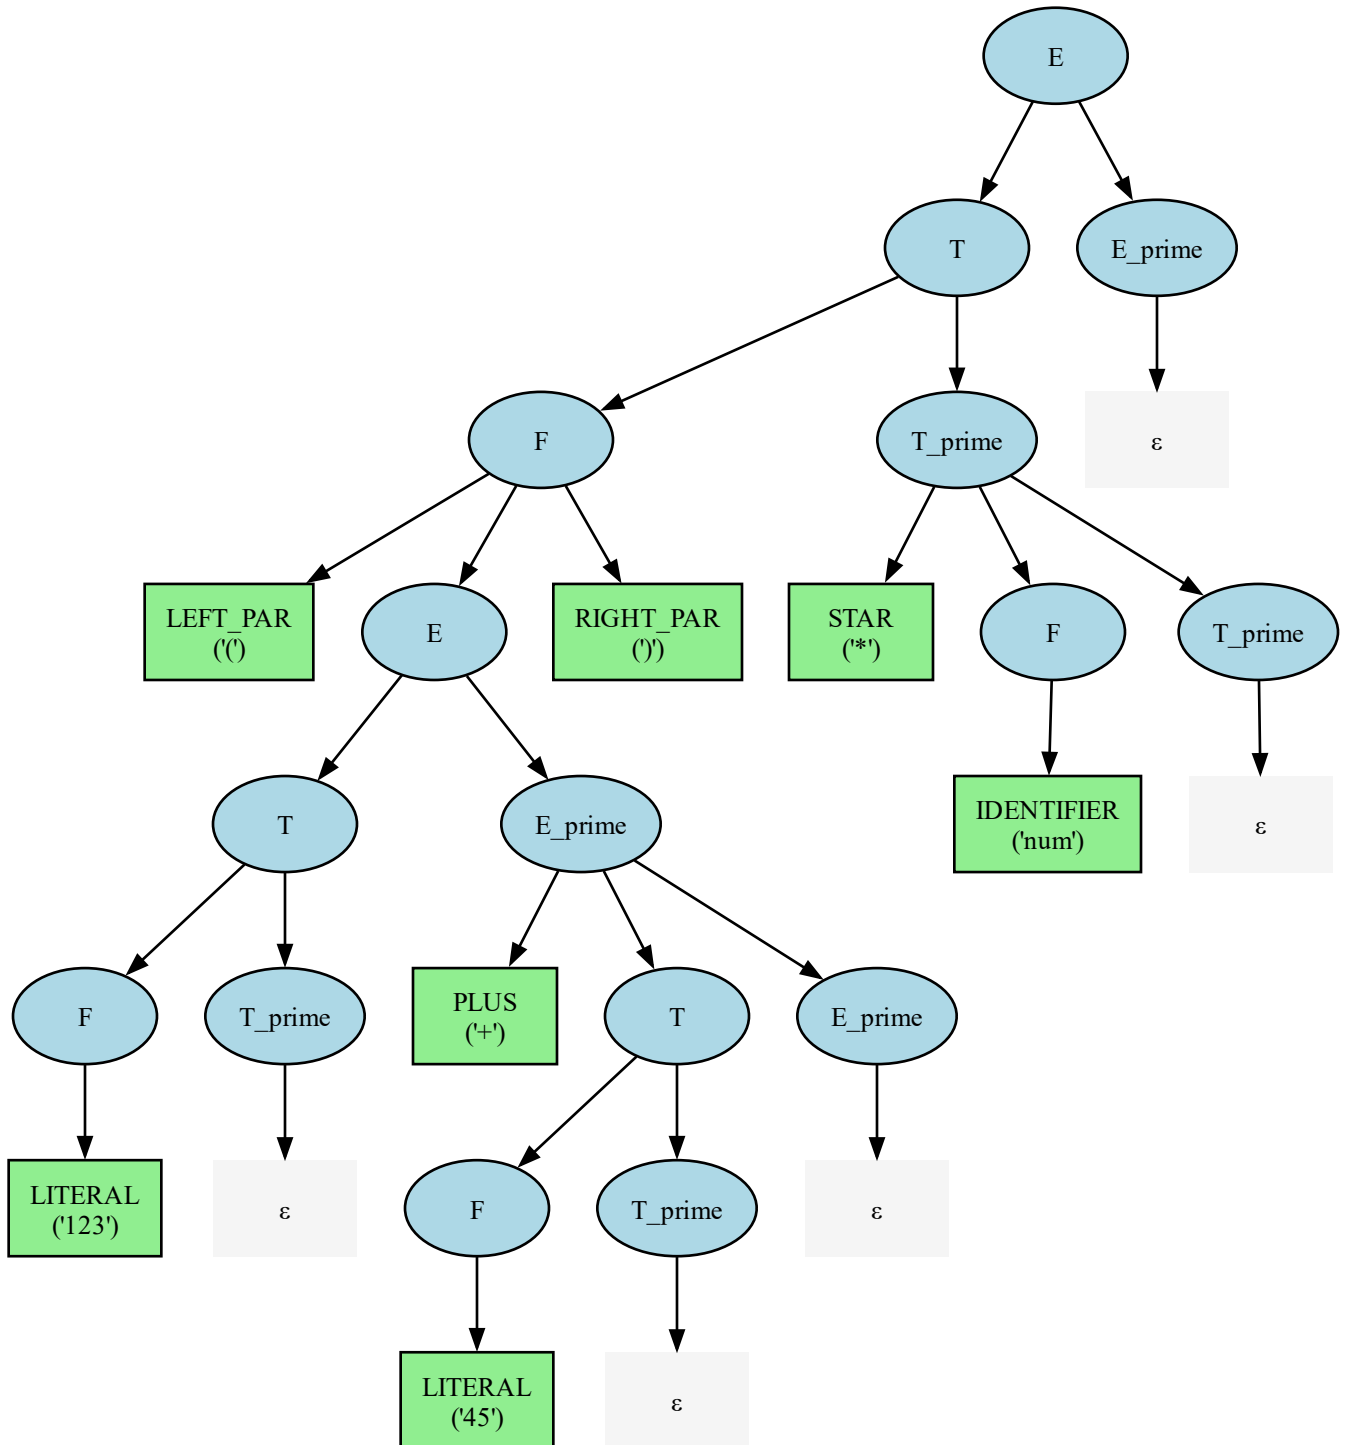 E
T
E_prime
F
T_prime
ε
LEFT_PAR
('(')
E
RIGHT_PAR
(')')
STAR
('*')
F
T_prime
T
E_prime
IDENTIFIER
('num')
ε
F
T_prime
PLUS
('+')
T
E_prime
LITERAL
('123')
ε
F
T_prime
ε
LITERAL
('45')
ε